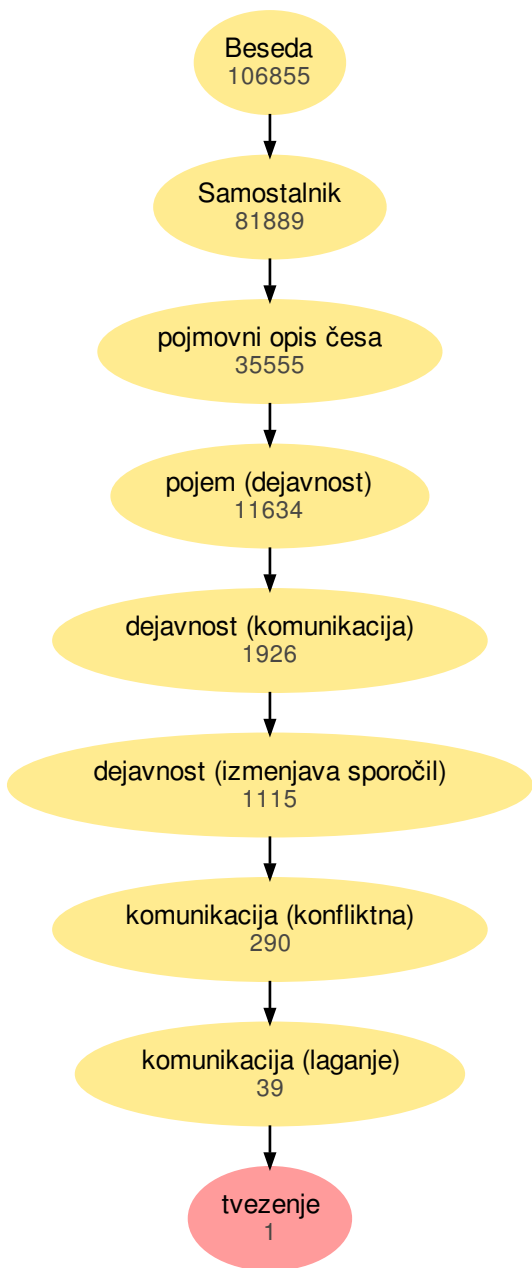 Beseda
106855
Samostalnik
81889
pojmovni opis česa
35555
pojem (dejavnost)
11634
dejavnost (komunikacija)
1926
dejavnost (izmenjava sporočil)
1115
komunikacija (konfliktna)
290
komunikacija (laganje)
39
tvezenje
1